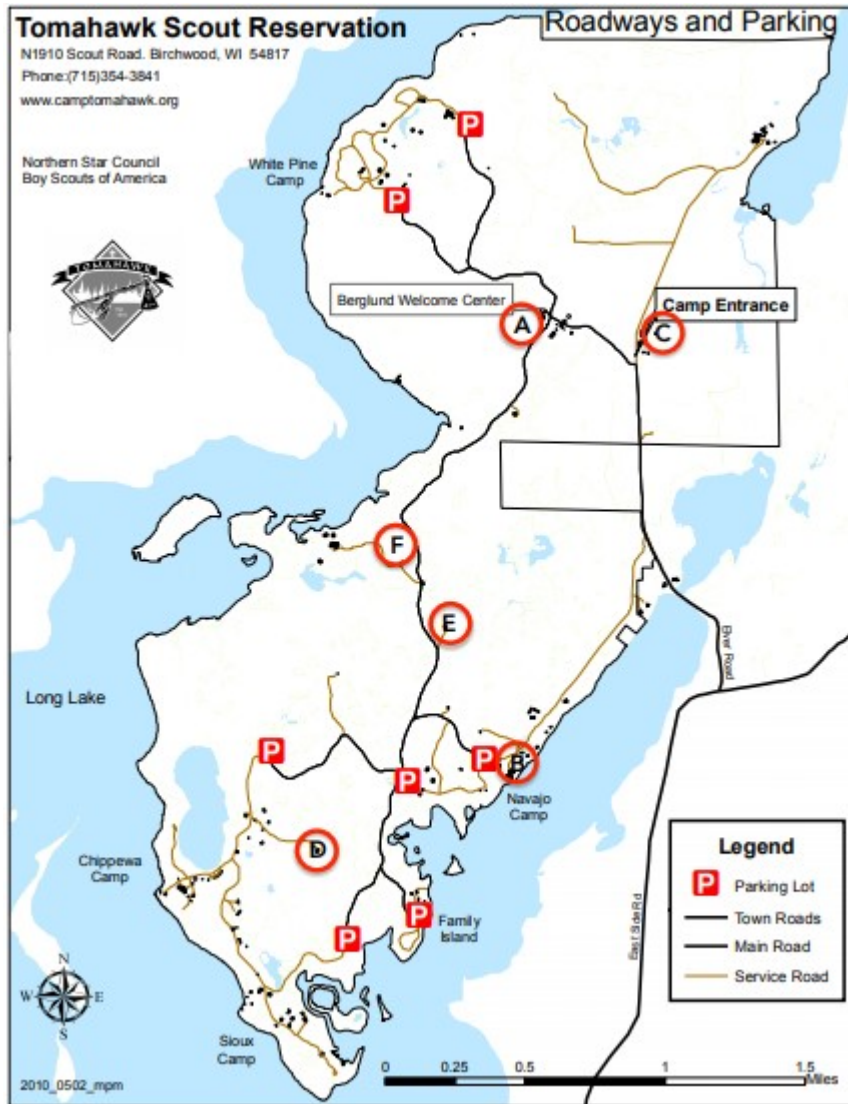 Tomahawk Scout Reservation
Roadways and Parking
N1910 Scout Road. Birchwood, WI 54817
Phone:(715)354-3841
www.camptomahawk.org
Northern Star Council
Boy Scouts of America
TOMAHAWK
White Pine
Camp
P
P
Berglund Welcome Center
Camp Entrance
A
C
F
E
Elver Road
Long Lake
P
P
P
B
Navajo
Camp
D
Chippewa
Camp
P
P
Family
Island
East Side Rd
Legend
P Parking Lot
Town Roads
Main Road
Service Road
N
W E
S
Sioux
Camp
0 0.25 0.5 1 1.5
Miles
2010_0502_mpm